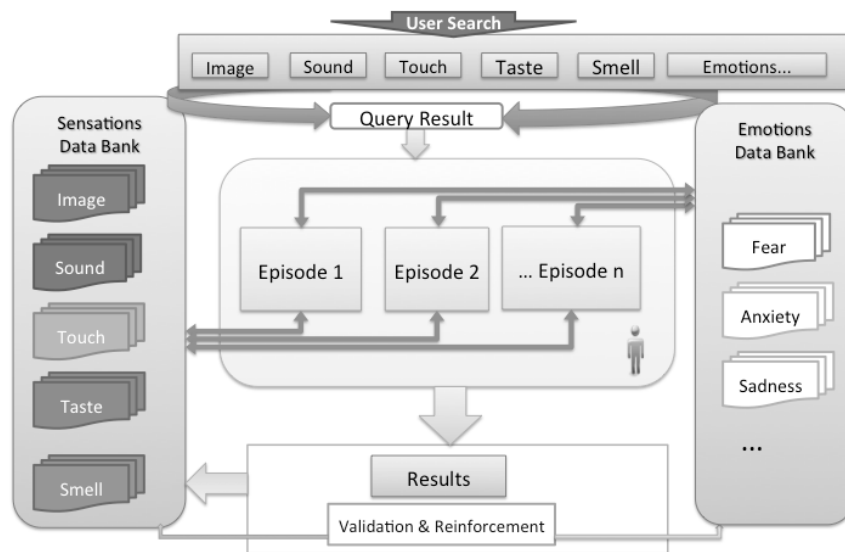 User Search
Image
Sound
Touch
Taste
Smell
Emotions...
Query Result
Sensations
Data Bank
Image
Sound
Touch
Taste
Smell
Episode 1
Episode 2
... Episode n
Emotions
Data Bank
Fear
Anxiety
Sadness
...
Results
Validation & Reinforcement